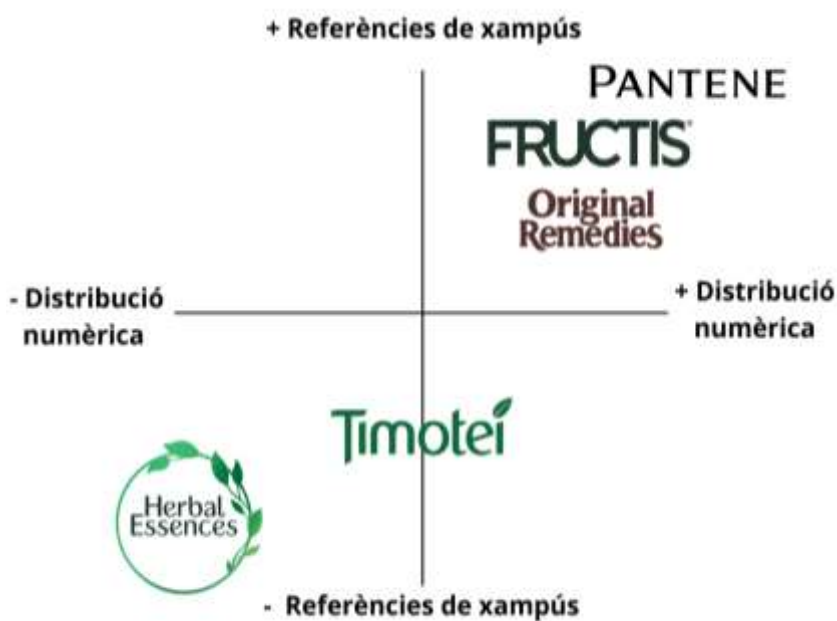 + Referències de xampús
PANTENE
FRUCTIS
Original
Remedies
- Distribució
numèrica
+ Distribució
numèrica
Timotei
Herbal
Essences
- Referències de xampús